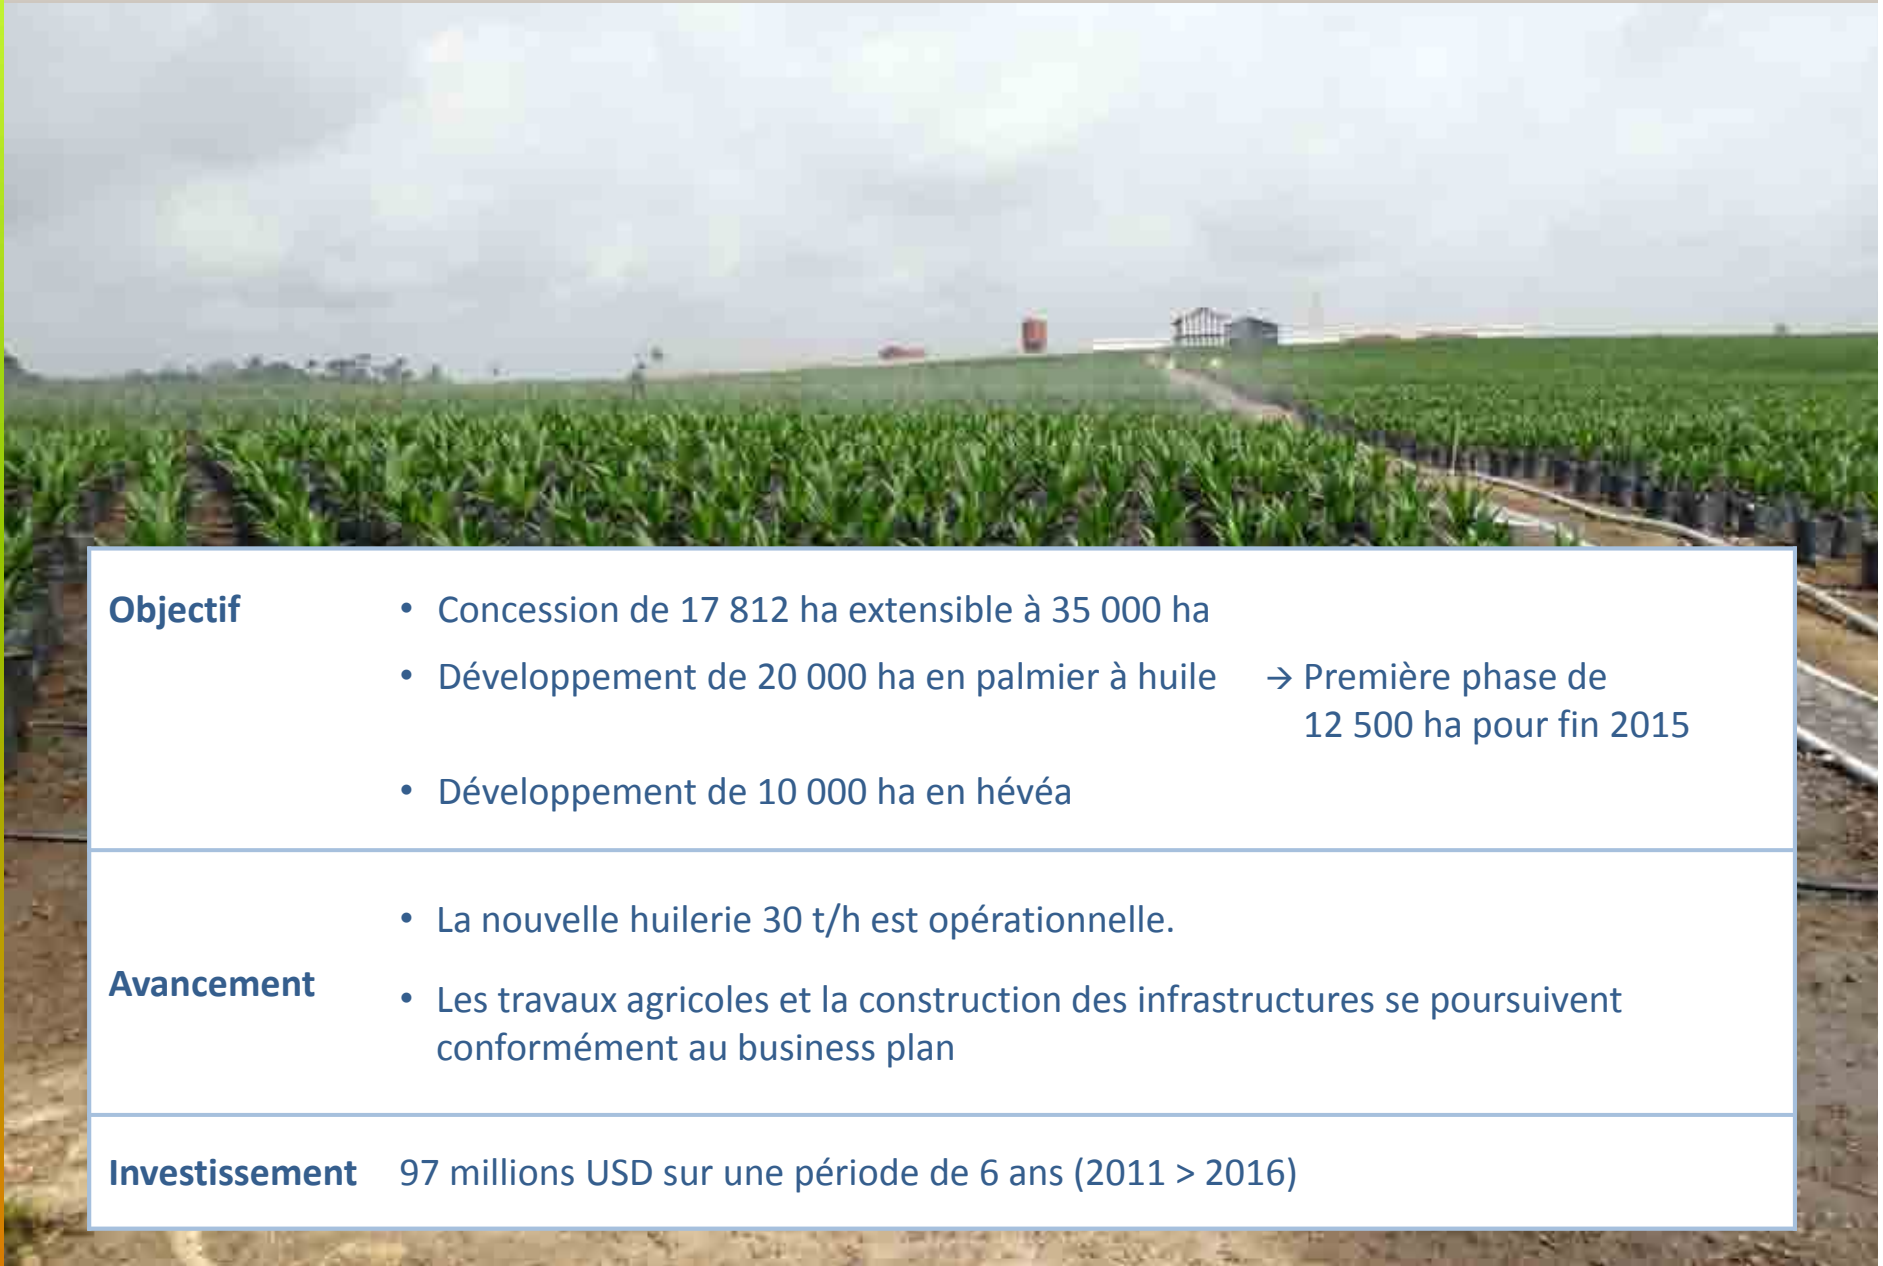 Objectif
• Concession de 17 812 ha extensible à 35 000 ha
• Développement de 20 000 ha en palmier à huile → Première phase de
12 500 ha pour fin 2015
• Développement de 10 000 ha en hévéa
Avancement
• La nouvelle huilerie 30 t/h est opérationnelle.
• Les travaux agricoles et la construction des infrastructures se poursuivent
conformément au business plan
Investissement 97 millions USD sur une période de 6 ans (2011 > 2016)